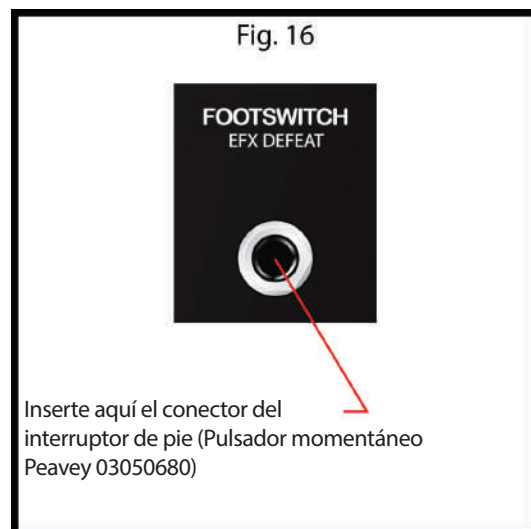 Fig. 16
FOOTSWITCH
EFX DEFEAT
Inserte aquí el conector del
interruptor de pie (Pulsador momentáneo
Peavey 03050680)